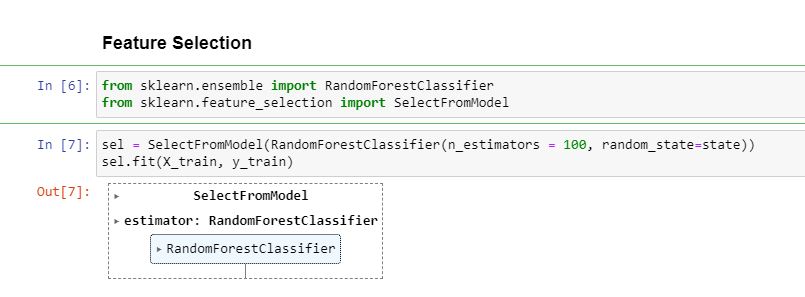 Feature Selection
In [6]: from sklearn.ensemble import RandomForestClassifier
from sklearn.feature_selection import SelectFromModel
In [7]: sel = SelectFromModel(RandomForestClassifier(n_estimators = 100, random_state=state))
sel.fit(X_train, y_train)
Out[7]: ▸ SelectFromModel
▸ estimator: RandomForestClassifier
▸ RandomForestClassifier